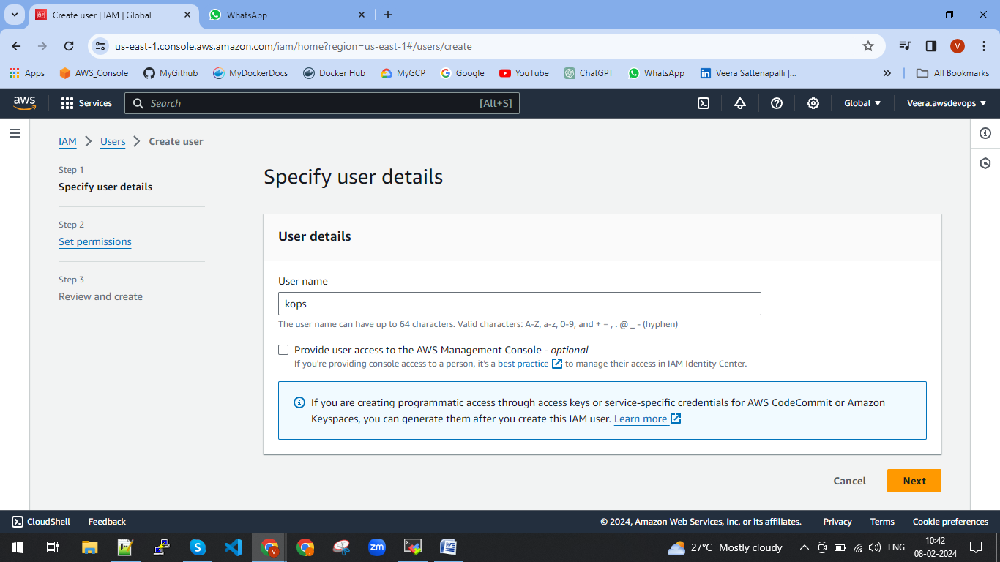 Create user | IAM | Global
WhatsApp
us-east-1.console.aws.amazon.com/iam/home?region=us-east-1#/users/create
V
Apps AWS_Console MyGithub MyDockerDocs Docker Hub MyGCP Google YouTube ChatGPT WhatsApp Veera Sattenapalli |... All Bookmarks
aws Services Search [Alt+S] Global Veera.awsdevops
IAM Users Create user
Step 1
Specify user details
Step 2
Set permissions
Step 3
Review and create
Specify user details
User details
User name
kops
The user name can have up to 64 characters. Valid characters: A-Z, a-z, 0-9, and + = , . @ _ - (hyphen)
Provide user access to the AWS Management Console - optional
If you're providing console access to a person, it's a best practice to manage their access in IAM Identity Center.
If you are creating programmatic access through access keys or service-specific credentials for AWS CodeCommit or Amazon
Keyspaces, you can generate them after you create this IAM user. Learn more
Cancel Next
CloudShell Feedback © 2024, Amazon Web Services, Inc. or its affiliates. Privacy Terms Cookie preferences
27°C Mostly cloudy ENG
10:42
08-02-2024